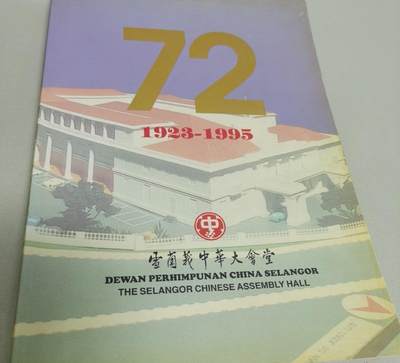 72
1923-1995
中
雪蘭莪中華大會堂
DEWAN PERHIMPUNAN CHINA SELANGOR
THE SELANGOR CHINESE ASSEMBLY HALL